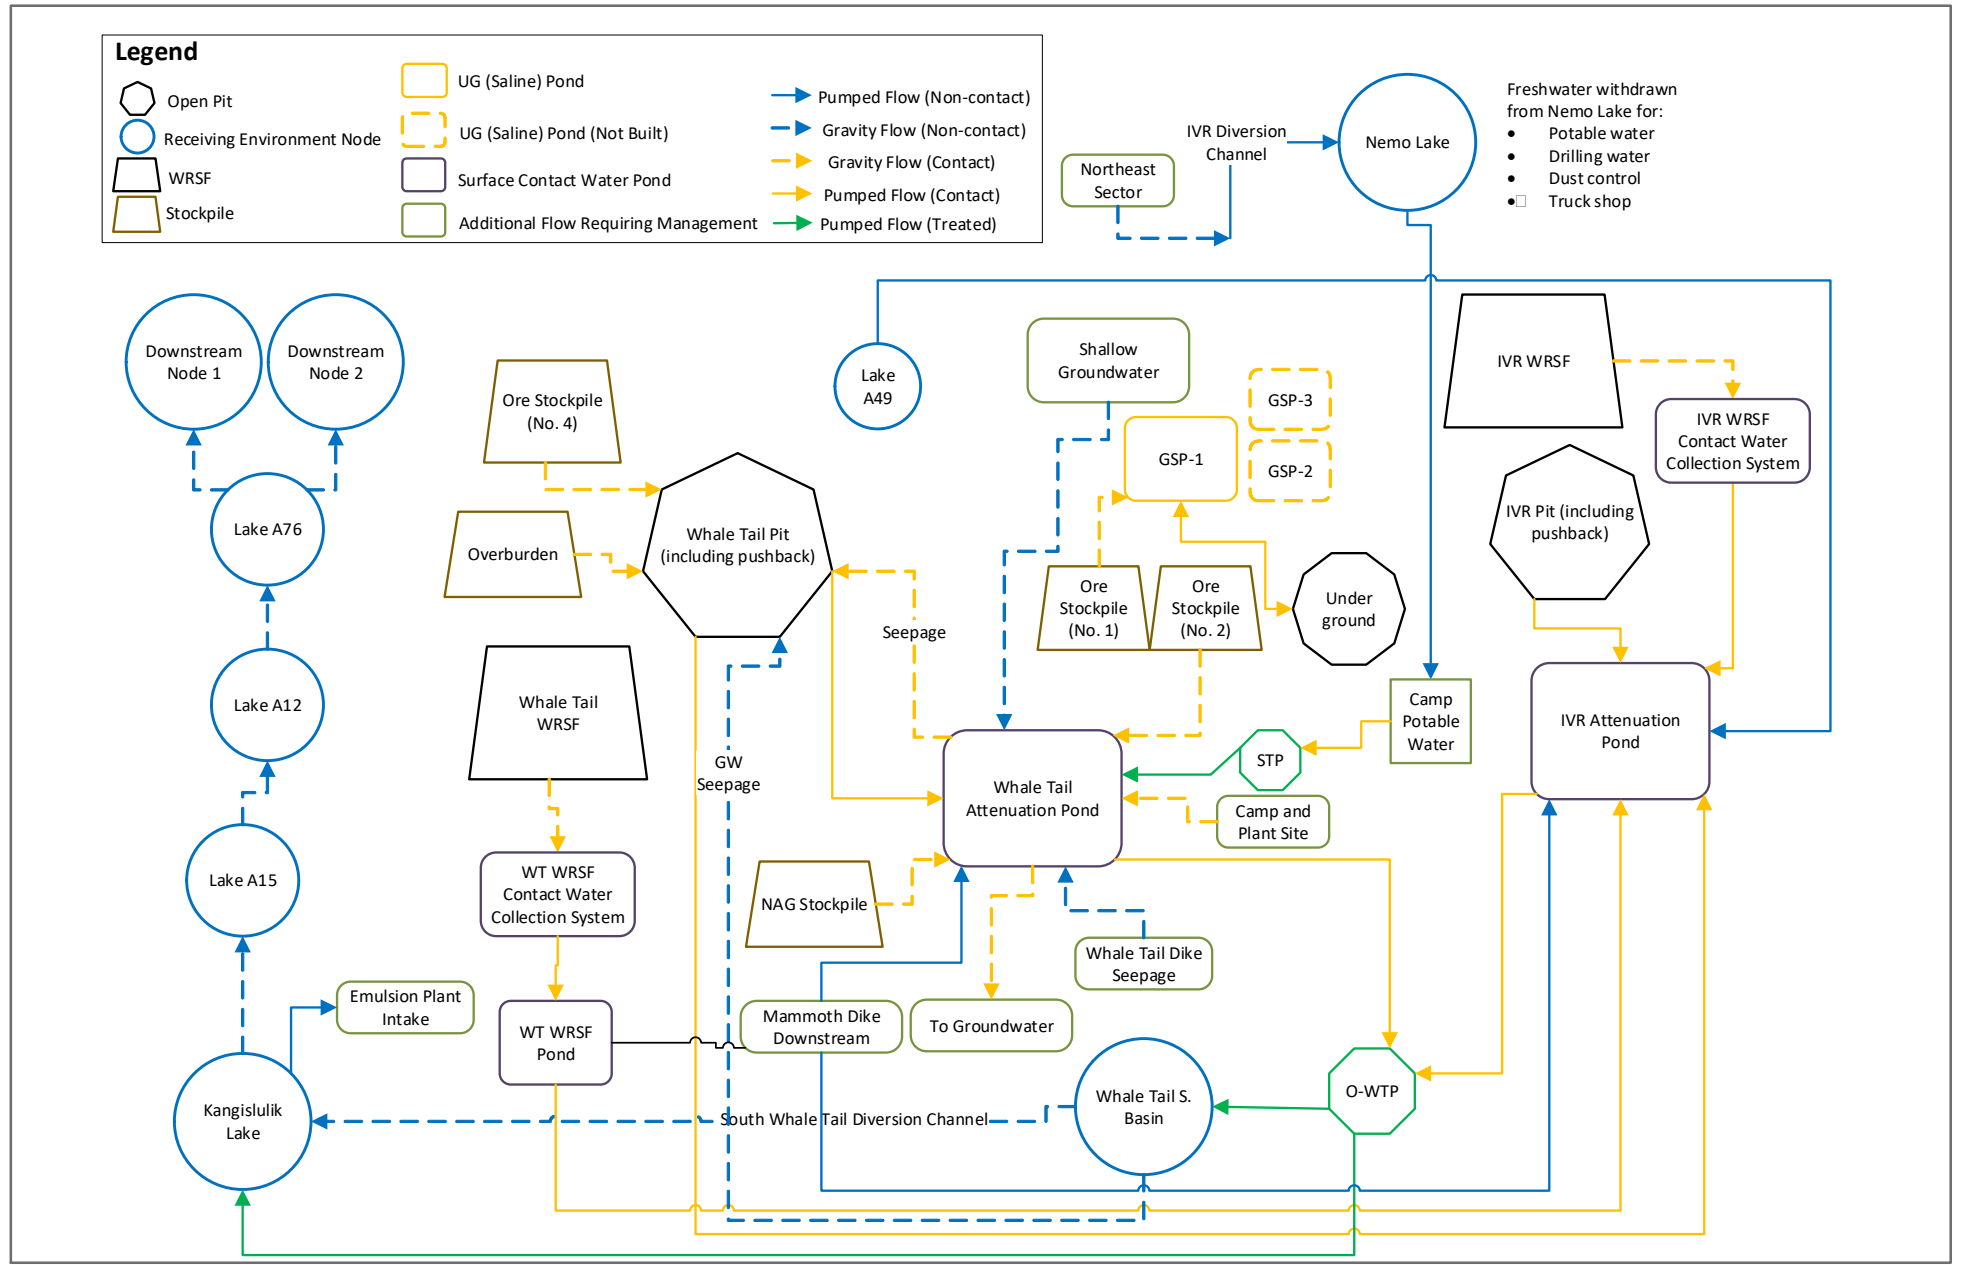 Legend
Open Pit
Receiving Environment Node
WRSF
Stockpile
UG (Saline) Pond
UG (Saline) Pond (Not Built)
Surface Contact Water Pond
Additional Flow Requiring Management
Pumped Flow (Non-contact)
Gravity Flow (Non-contact)
Gravity Flow (Contact)
Pumped Flow (Contact)
Pumped Flow (Treated)
Northeast
Sector
IVR Diversion
Channel
Nemo Lake
Freshwater withdrawn
from Nemo Lake for:
• Potable water
• Drilling water
• Dust control
•□ Truck shop
Downstream
Node 1
Downstream
Node 2
Lake A76
Lake A12
Lake A15
Kangislulik
Lake
Emulsion Plant
Intake
Ore Stockpile
(No. 4)
Overburden
Whale Tail Pit
(including pushback)
Whale Tail
WRSF
WT WRSF
Contact Water
Collection System
WT WRSF
Pond
GW
Seepage
Seepage
Lake
A49
Shallow
Groundwater
GSP-1
GSP-3
GSP-2
Ore
Stockpile
(No. 1)
Ore
Stockpile
(No. 2)
Under
ground
IVR WRSF
IVR WRSF
Contact Water
Collection System
IVR Pit (including
pushback)
IVR Attenuation
Pond
Camp
Potable
Water
STP
Camp and
Plant Site
Whale Tail
Attenuation Pond
NAG Stockpile
Whale Tail Dike
Seepage
Mammoth Dike
Downstream
To Groundwater
Whale Tail S.
Basin
O-WTP
South Whale Tail Diversion Channel